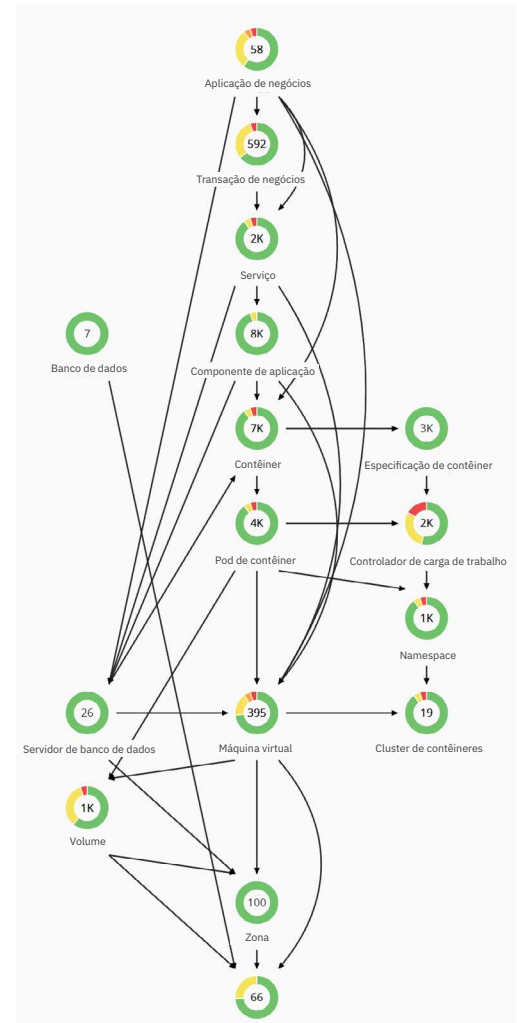 58
Aplicação de negócios
592
Transação de negócios
2K
Serviço
7
Banco de dados
8K
Componente de aplicação
7K
Contêiner
3K
Especificação de contêiner
4K
Pod de contêiner
2K
Controlador de carga de trabalho
1K
Namespace
26
Servidor de banco de dados
395
Máquina virtual
19
Cluster de contêineres
1K
Volume
100
Zona
66